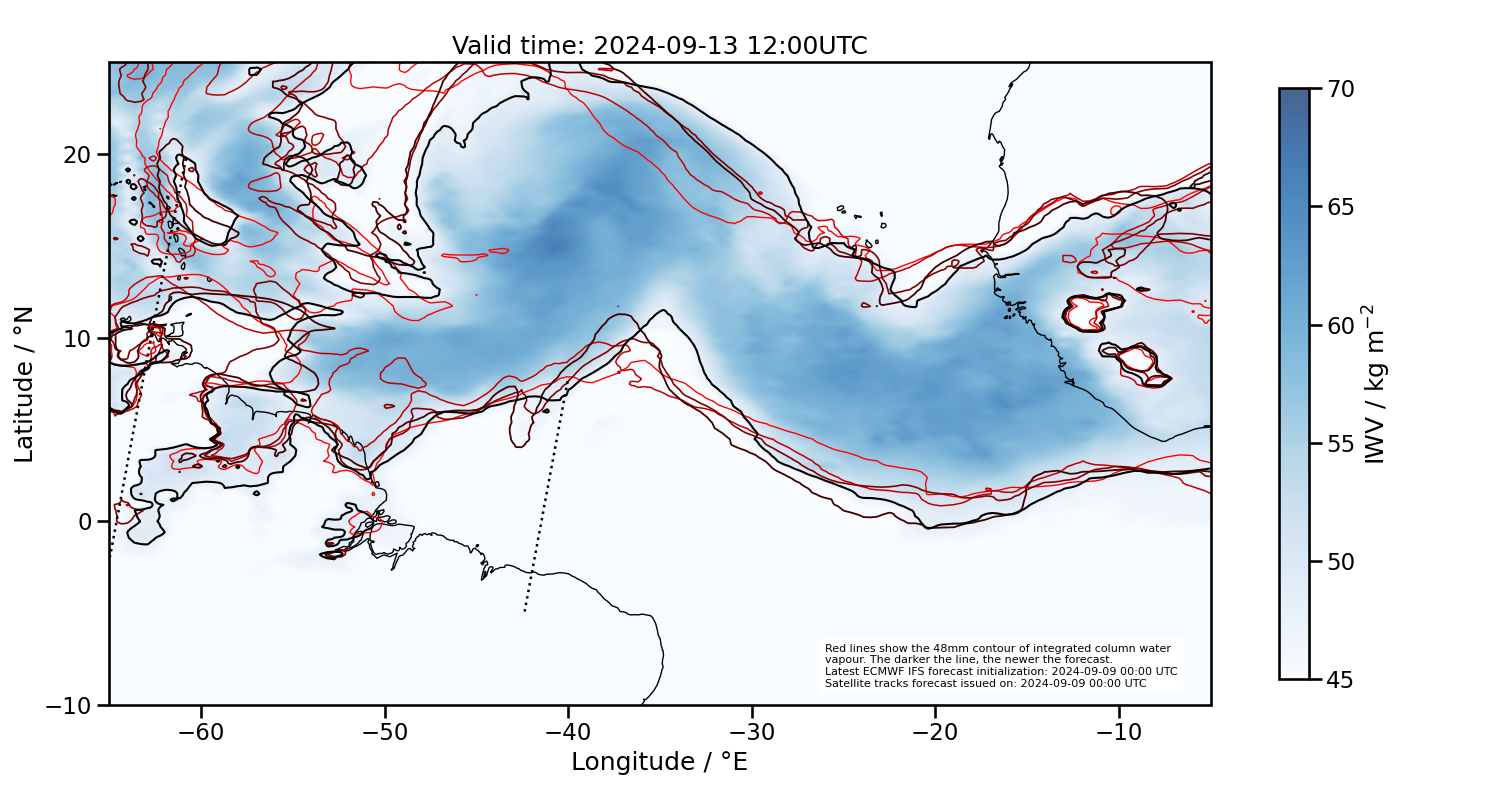 Valid time: 2024-09-13 12:00UTC
Latitude / °N
20
10
0
−10
−60
−50
−40
−30
−20
−10
Longitude / °E
Red lines show the 48mm contour of integrated column water
vapour. The darker the line, the newer the forecast.
Latest ECMWF IFS forecast initialization: 2024-09-09 00:00 UTC
Satellite tracks forecast issued on: 2024-09-09 00:00 UTC
70
65
60
55
50
45
IWV / kg m⁻²